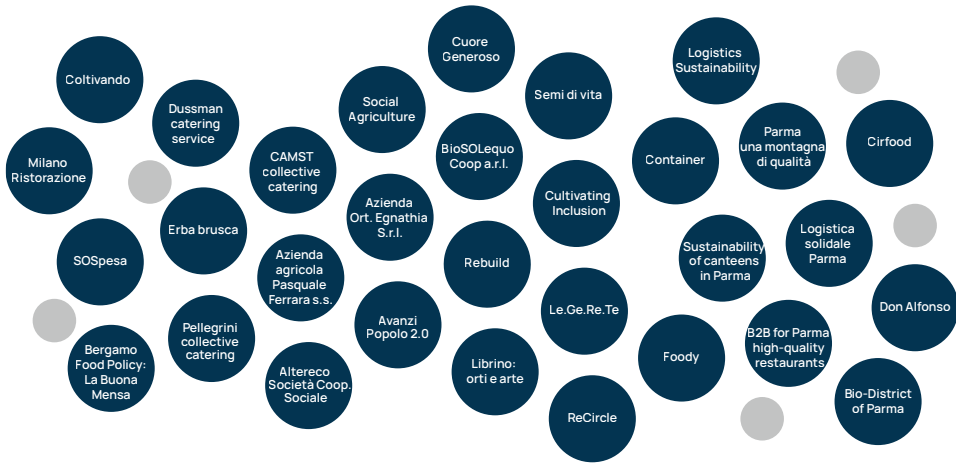 Coltivando
Milano
Ristorazione
Dussman
catering
service
Erba brusca
SOSpesa
Bergamo
Food Policy:
La Buona
Mensa
Pellegrini
collective
catering
CAMST
collective
catering
Azienda
agricola
Pasquale
Ferrara s.s.
Altereco
Società Coop.
Sociale
Social
Agriculture
Azienda
Ort. Egnathia
S.r.l.
Avanzi
Popolo 2.0
Cuore
Generoso
BioSOLequo
Coop a.r.l.
Rebuild
Librino:
orti e arte
Semi di vita
Cultivating
Inclusion
Le.Ge.Re.Te
ReCircle
Logistics
Sustainability
Container
Parma
una montagna
di qualità
Cirfood
Sustainability
of canteens
in Parma
Logistica
solidale
Parma
Don Alfonso
Foody
B2B for Parma
high-quality
restaurants
Bio-District
of Parma